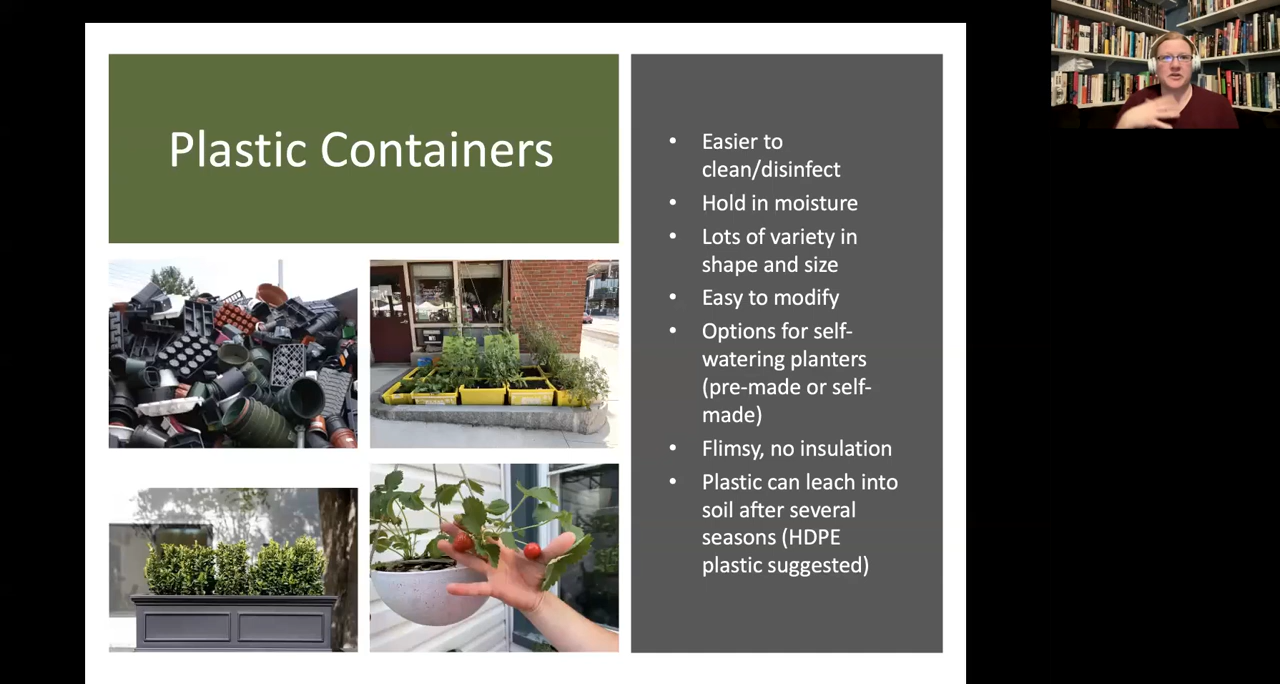 Plastic Containers
• Easier to
clean/disinfect
• Hold in moisture
• Lots of variety in
shape and size
• Easy to modify
• Options for self-
watering planters
(pre-made or self-
made)
• Flimsy, no insulation
• Plastic can leach into
soil after several
seasons (HDPE
plastic suggested)